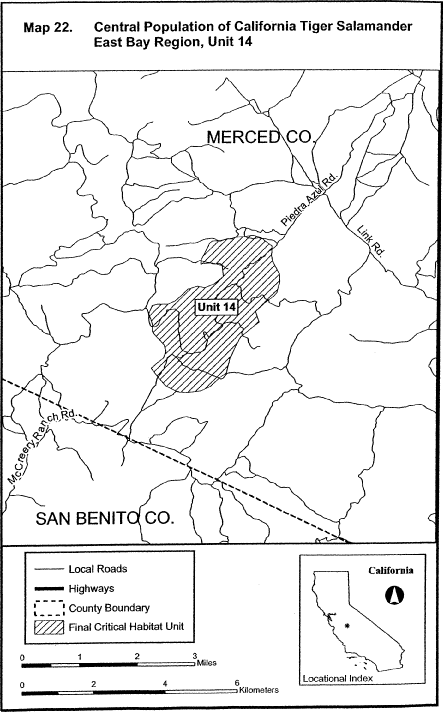 Map 22. Central Population of California Tiger Salamander
East Bay Region, Unit 14
MERCED CO.
Piedra Azul Rd.
Link Rd.
Unit 14
McCreery Ranch Rd.
SAN BENITO CO.
Local Roads
Highways
County Boundary
Final Critical Habitat Unit
0 1 2 3
Miles
0 2 4 6
Kilometers
California
Locational Index